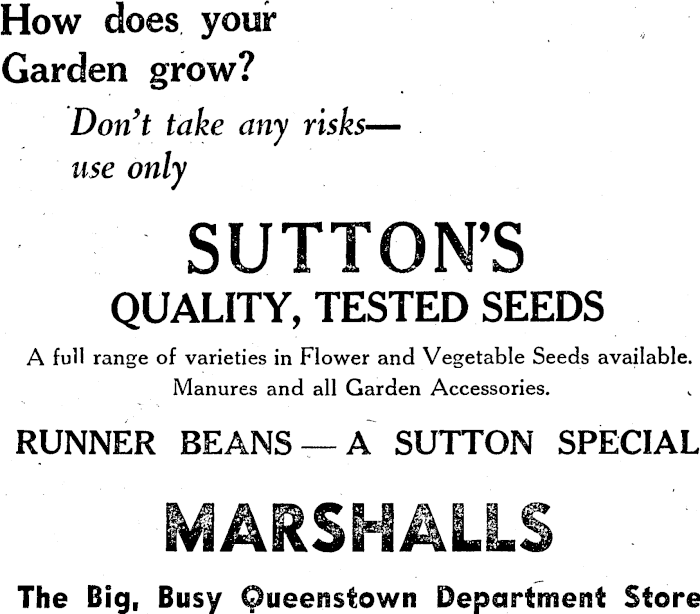 How does your
Garden grow?
Don't take any risks—
use only
SUTTON'S
QUALITY, TESTED SEEDS
A full range of varieties in Flower and Vegetable Seeds available.
Manures and all Garden Accessories.
RUNNER BEANS — A SUTTON SPECIAL
MARSHALLS
The Big, Busy Queenstown Department Store